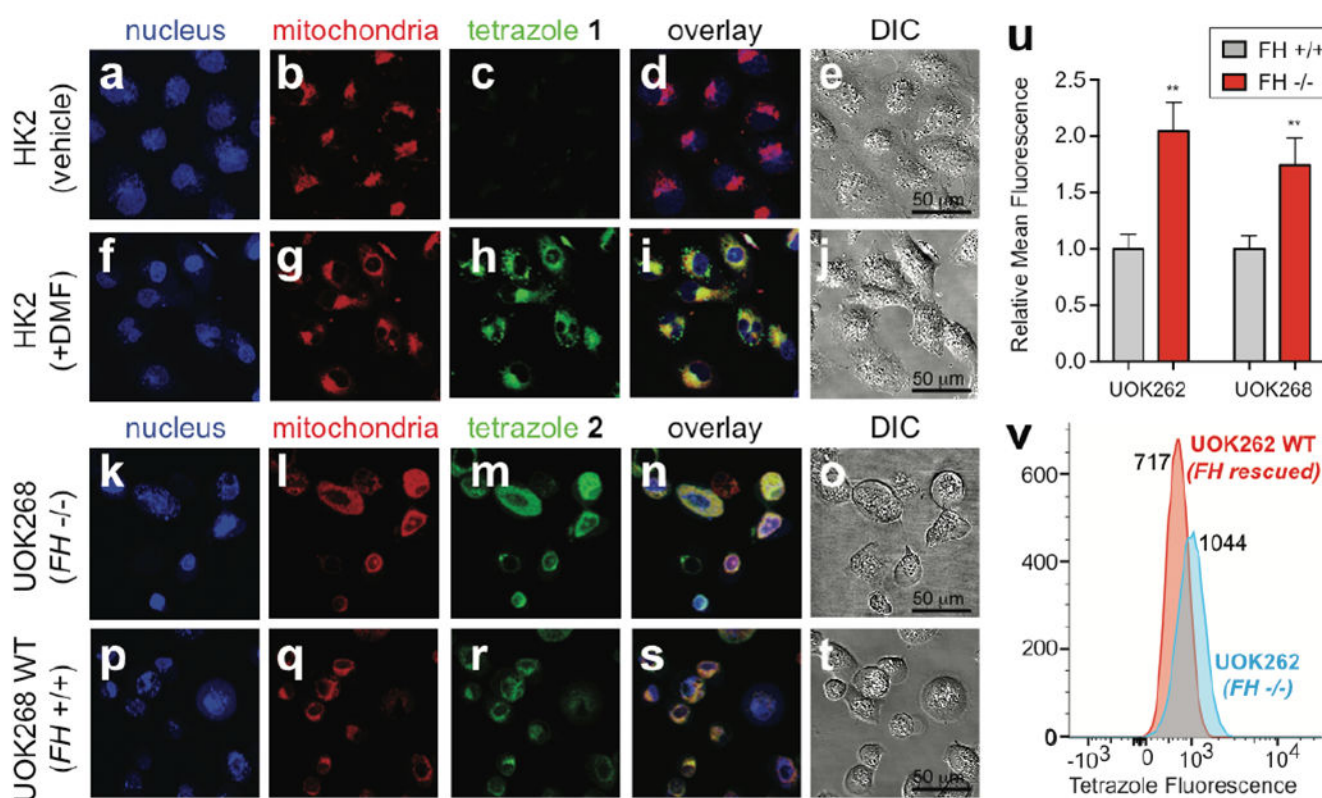 nucleus mitochondria tetrazole 1 overlay DIC
HK2
(vehicle)
a b c d e
50 μm
HK2
(+DMF)
f g h i j
50 μm
nucleus mitochondria tetrazole 2 overlay DIC
UOK268
(FH -/-)
k l m n o
50 μm
UOK268 WT
(FH +/+)
p q r s t
50 μm
u
FH +/+
FH -/-
Relative Mean Fluorescence
2.5
2.0
1.5
1.0
0.5
0.0
** **
UOK262 UOK268
v
UOK262 WT
(FH rescued)
717
1044
UOK262
(FH -/-)
600
400
200
0
-10³ 0 10³ 10⁴
Tetrazole Fluorescence